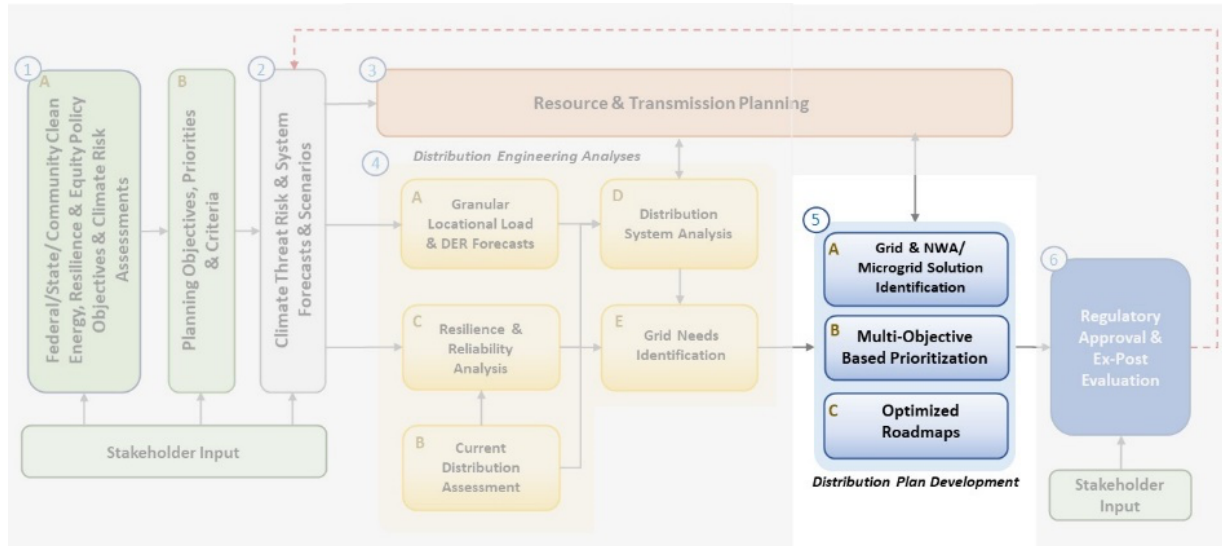 1
A
Federal/State/ Community Clean
Energy, Resilience & Equity Policy
Objectives & Climate Risk
Assessments
B
Planning Objectives, Priorities
& Criteria
2
Climate Threat Risk & System
Forecasts & Scenarios
Stakeholder Input
3
Resource & Transmission Planning
Distribution Engineering Analyses
4
A
Granular
Locational Load
& DER Forecasts
D
Distribution
System Analysis
C
Resilience &
Reliability
Analysis
E
Grid Needs
Identification
B
Current
Distribution
Assessment
5
A
Grid & NWA/
Microgrid Solution
Identification
B
Multi-Objective
Based Prioritization
C
Optimized
Roadmaps
Distribution Plan Development
6
Regulatory
Approval &
Ex-Post
Evaluation
Stakeholder
Input